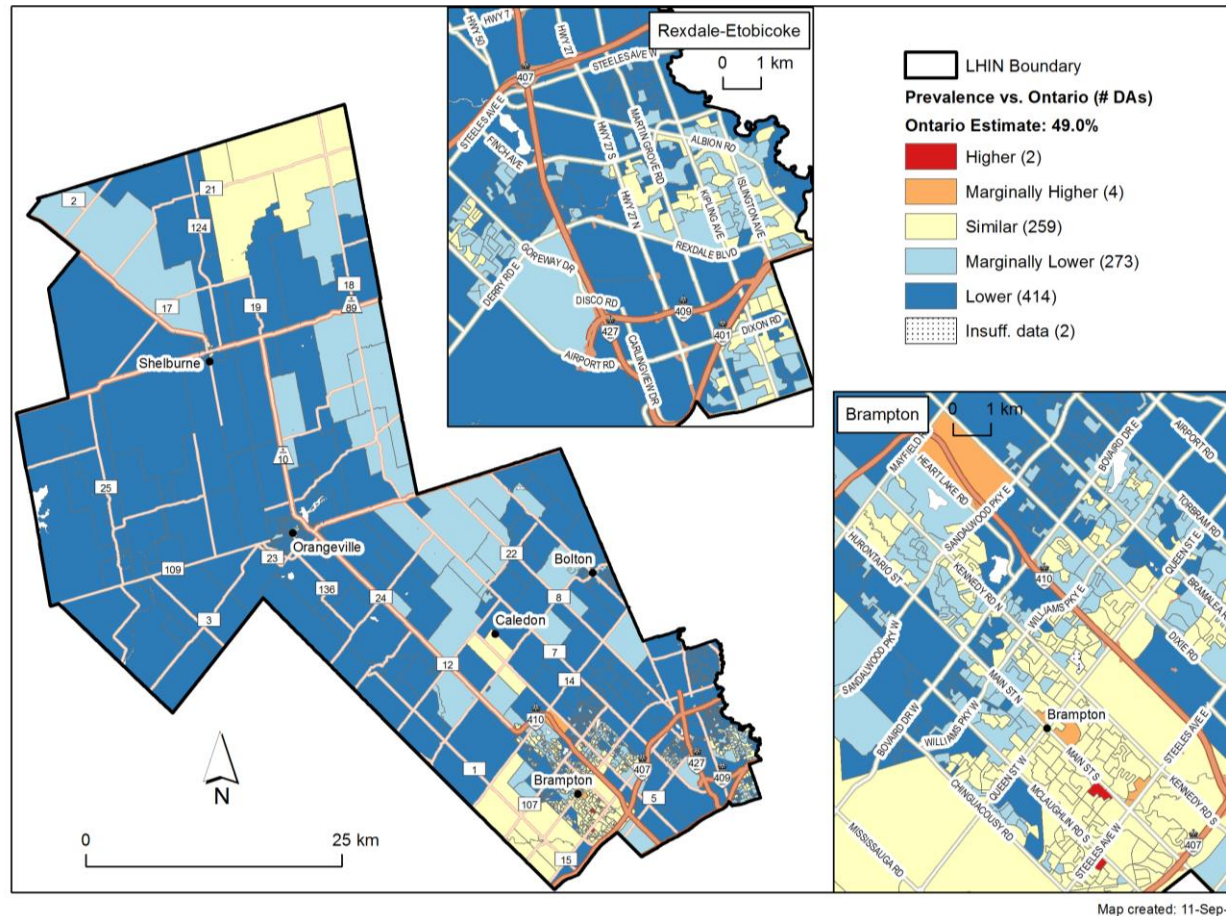 Rexdale-Etobicoke
0 1 km
HWY 7
HWY 50
HWY 27
STEELES AVE W
407
STEELES AVE E
FINCH AVE
HWY 27 S
MARTIN GROVE RD
ALBION RD
KIPLING AVE
ISLINGTON AVE
HWY 27 N
REXDALE BLVD
GOREWAY DR
DERRY RD E
DISCO RD
409
427
401
DIXON RD
AIRPORT RD
CARLINGVIEW DR
LHIN Boundary
Prevalence vs. Ontario (# DAs)
Ontario Estimate: 49.0%
Higher (2)
Marginally Higher (4)
Similar (259)
Marginally Lower (273)
Lower (414)
Insuff. data (2)
2
21
124
17
19
18
89
Shelburne
10
25
Orangeville
109
23
136
3
24
22
Bolton
8
Caledon
12
7
14
410
1
107
Brampton
407
427
409
5
15
N
0 25 km
Brampton
0 1 km
HEART LAKE RD
BOVAIRD DR E
AIRPORT RD
SANDALWOOD PKY E
TORBRAM RD
HURONTARIO ST
KENNEDY RD N
410
QUEEN ST E
WILLIAMS PKY E
DIXIE RD
SANDALWOOD PKY W
MAIN ST N
BOVAIRD DR W
WILLIAMS PKY W
Brampton
STEELES AVE E
QUEEN ST W
MAIN ST S
CHINGUACOUSY RD
MCLAUGHLIN RD S
KENNEDY RD S
MISSISSAUGA RD
STEELES AVE W
407
Map created: 11-Sep-